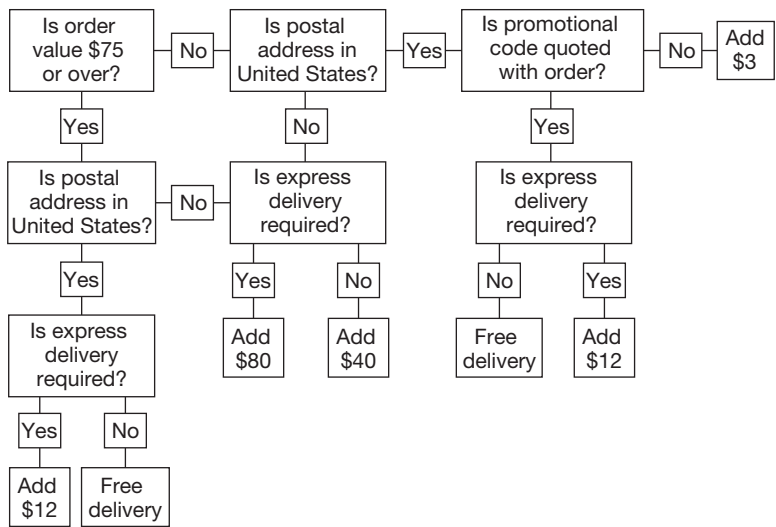 Is order
value $75
or over?
No
Is postal
address in
United States?
Yes
Is promotional
code quoted
with order?
No
Add
$3
Yes
No
Yes
Is postal
address in
United States?
No
Is express
delivery
required?
Is express
delivery
required?
Yes
Yes
No
No
Yes
Is express
delivery
required?
Add
$80
Add
$40
Free
delivery
Add
$12
Yes
No
Add
$12
Free
delivery